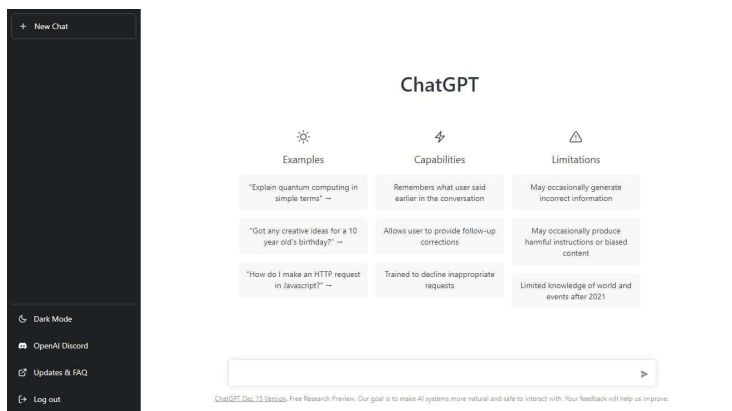 + New Chat
Dark Mode
OpenAI Discord
Updates & FAQ
Log out
ChatGPT
Examples
"Explain quantum computing in
simple terms" →
"Got any creative ideas for a 10
year old's birthday?" →
"How do I make an HTTP request
in Javascript?" →
Capabilities
Remembers what user said
earlier in the conversation
Allows user to provide follow-up
corrections
Trained to decline inappropriate
requests
Limitations
May occasionally generate
incorrect information
May occasionally produce
harmful instructions or biased
content
Limited knowledge of world and
events after 2021
ChatGPT Dec 15 Version. Free Research Preview. Our goal is to make AI systems more natural and safe to interact with. Your feedback will help us improve.